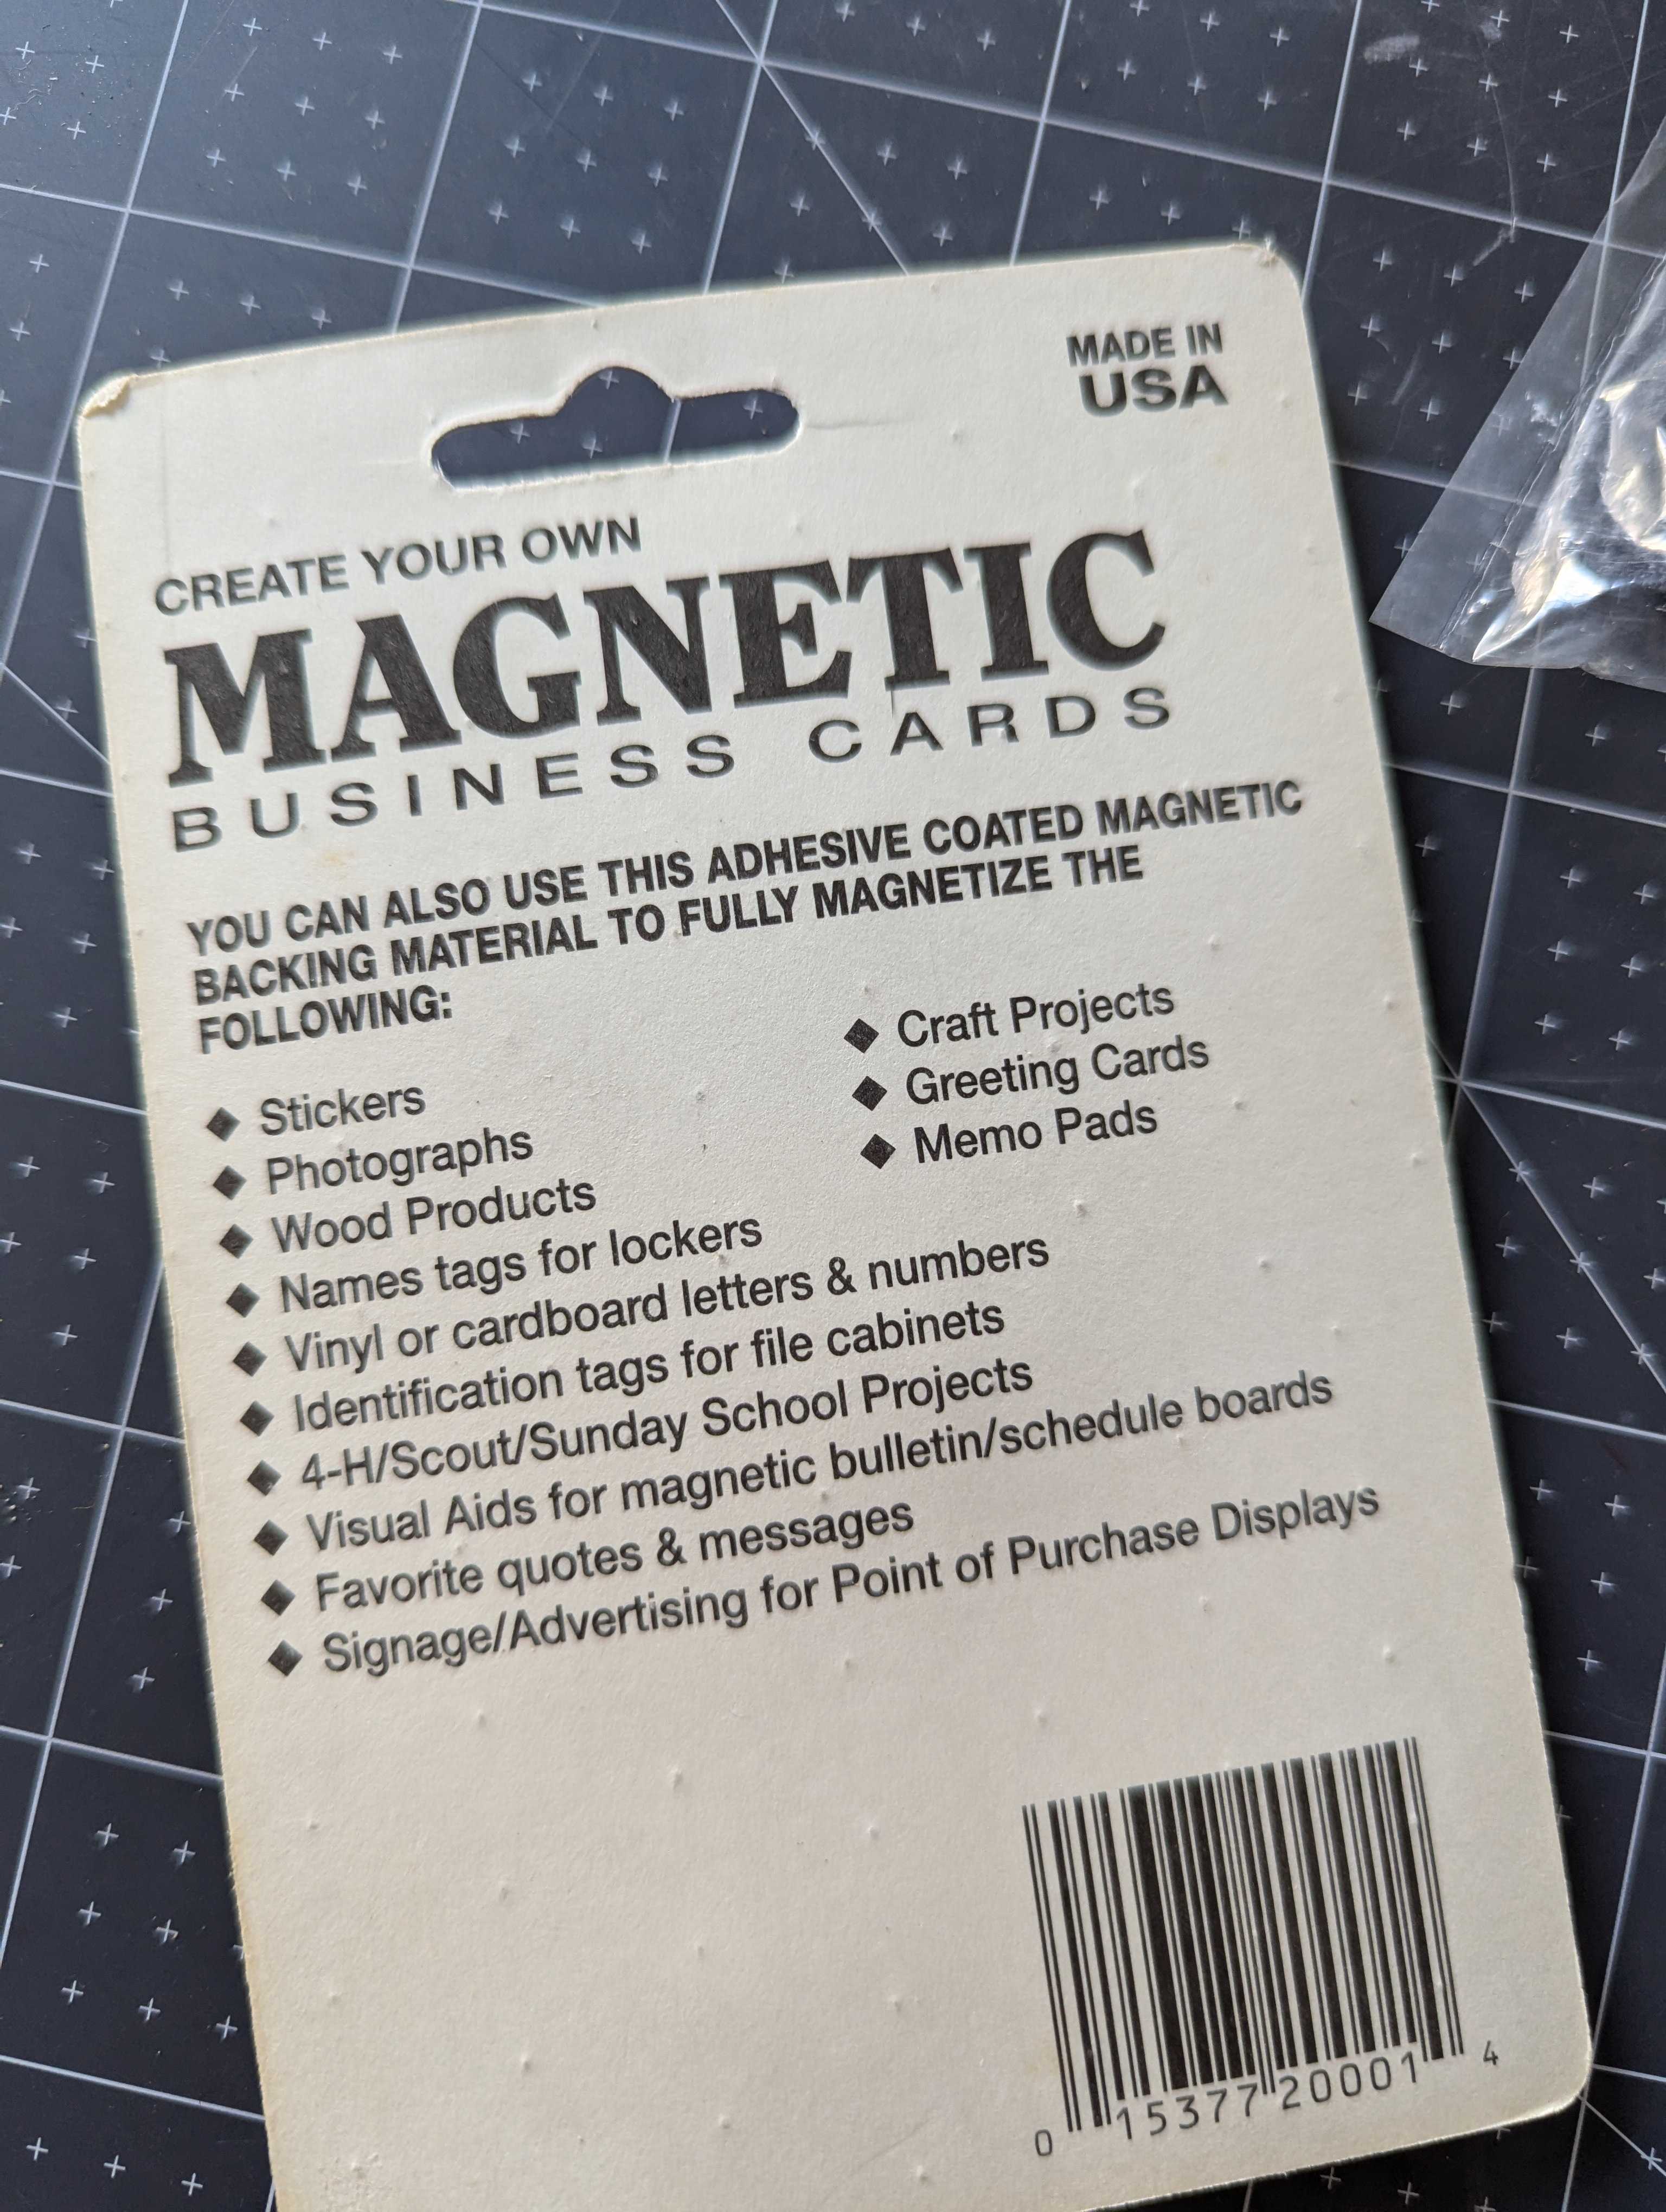 MADE IN
USA
CREATE YOUR OWN
MAGNETIC
BUSINESS CARDS
YOU CAN ALSO USE THIS ADHESIVE COATED MAGNETIC
BACKING MATERIAL TO FULLY MAGNETIZE THE
FOLLOWING:
◆ Stickers
◆ Photographs
◆ Wood Products
◆ Names tags for lockers
◆ Vinyl or cardboard letters & numbers
◆ Identification tags for file cabinets
◆ 4-H/Scout/Sunday School Projects
◆ Visual Aids for magnetic bulletin/schedule boards
◆ Favorite quotes & messages
◆ Signage/Advertising for Point of Purchase Displays
◆ Craft Projects
◆ Greeting Cards
◆ Memo Pads
0 15377 20001 4